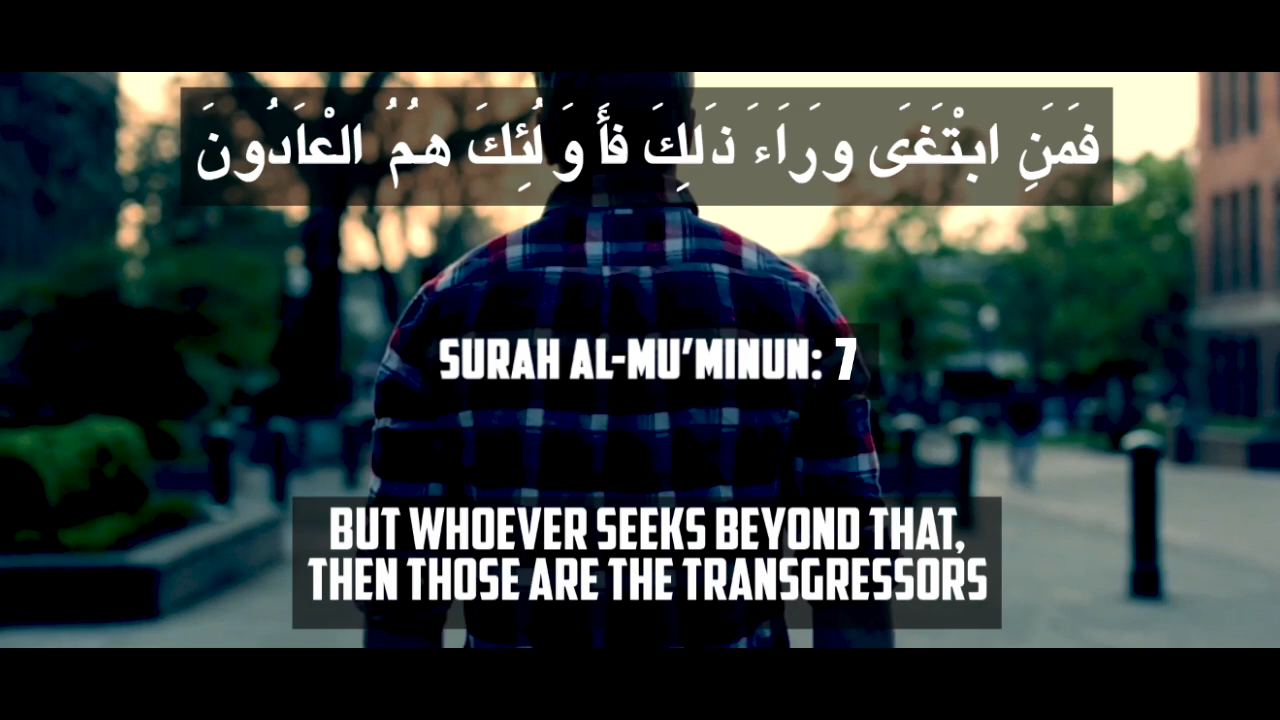 فَمَنِ ابْتَغَى وَرَاءَ ذَلِكَ فَأُولَئِكَ هُمُ الْعَادُونَ
SURAH AL-MU’MINUN: 7
BUT WHOEVER SEEKS BEYOND THAT,
THEN THOSE ARE THE TRANSGRESSORS